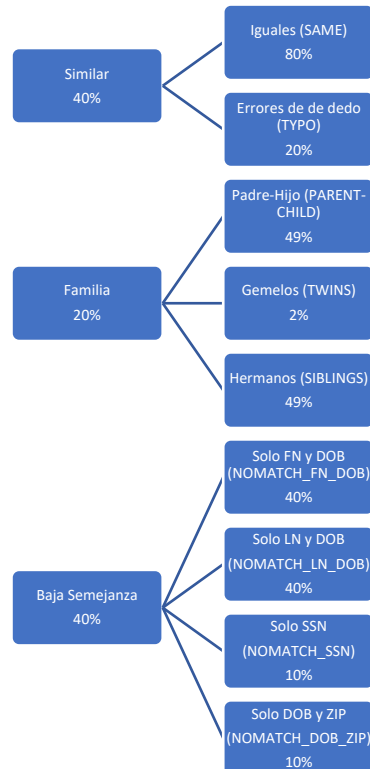 Similar
40%
Iguales (SAME)
80%
Errores de de dedo
(TYPO)
20%
Familia
20%
Padre-Hijo (PARENT-
CHILD)
49%
Gemelos (TWINS)
2%
Hermanos (SIBLINGS)
49%
Baja Semejanza
40%
Solo FN y DOB
(NOMATCH_FN_DOB)
40%
Solo LN y DOB
(NOMATCH_LN_DOB)
40%
Solo SSN
(NOMATCH_SSN)
10%
Solo DOB y ZIP
(NOMATCH_DOB_ZIP)
10%